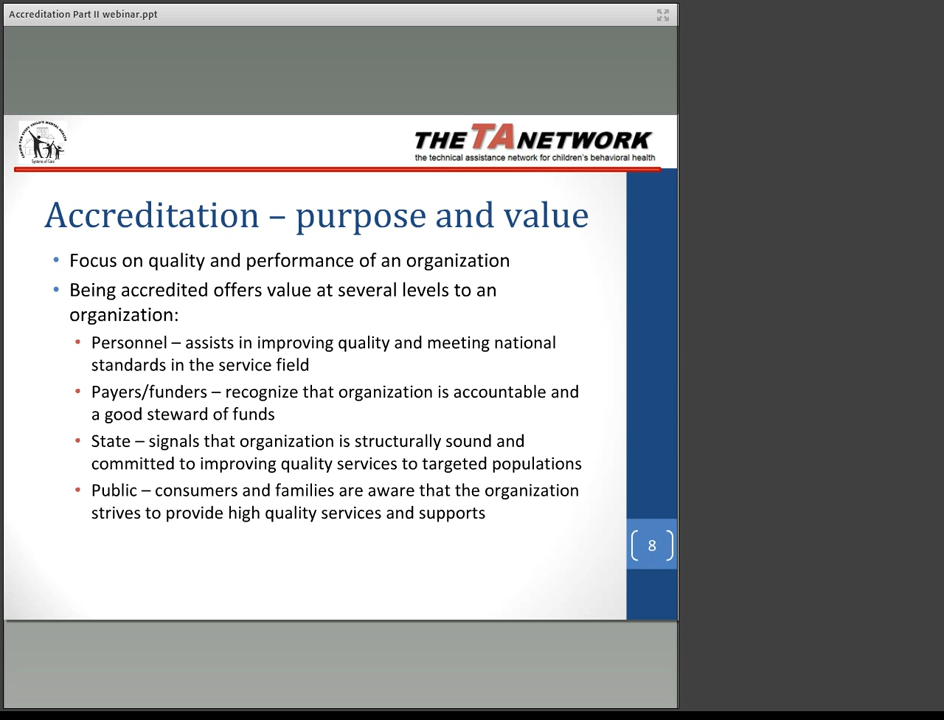 Accreditation Part II webinar.ppt
THE TA NETWORK
the technical assistance network for children's behavioral health
Systems of Care
Accreditation – purpose and value
• Focus on quality and performance of an organization
• Being accredited offers value at several levels to an
organization:
• Personnel – assists in improving quality and meeting national
standards in the service field
• Payers/funders – recognize that organization is accountable and
a good steward of funds
• State – signals that organization is structurally sound and
committed to improving quality services to targeted populations
• Public – consumers and families are aware that the organization
strives to provide high quality services and supports
8